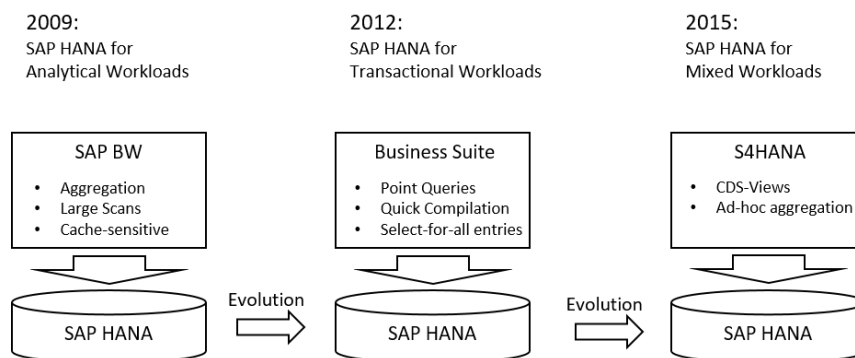 2009:
SAP HANA for
Analytical Workloads
2012:
SAP HANA for
Transactional Workloads
2015:
SAP HANA for
Mixed Workloads
SAP BW
• Aggregation
• Large Scans
• Cache-sensitive
Business Suite
• Point Queries
• Quick Compilation
• Select-for-all entries
S4HANA
• CDS-Views
• Ad-hoc aggregation
SAP HANA
Evolution
SAP HANA
Evolution
SAP HANA